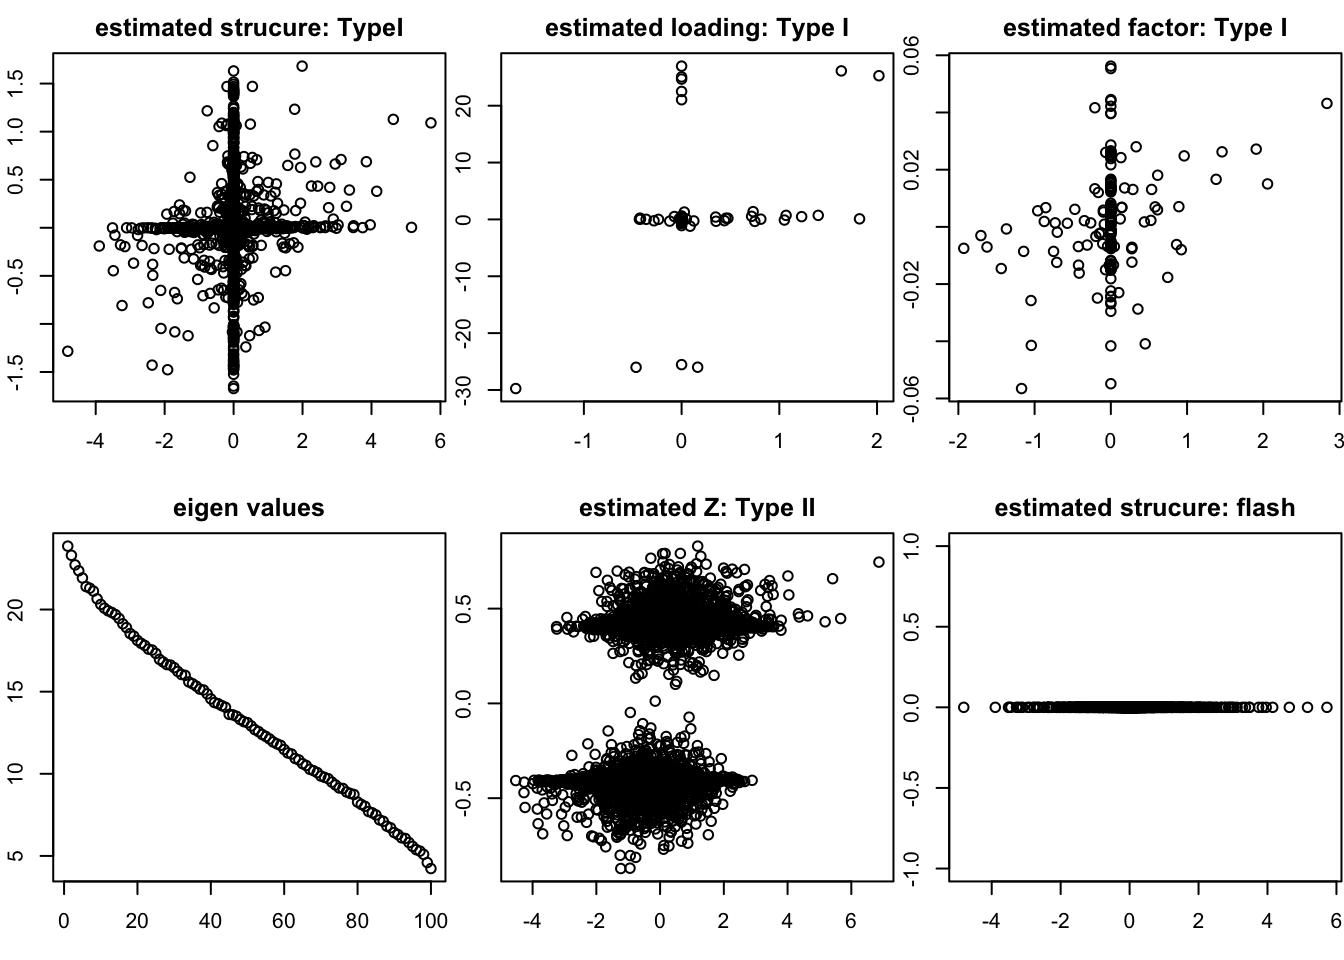 estimated strucure: TypeI
1.5
1.0
0.5
-0.5
-1.5
-4 -2 0 2 4 6
estimated loading: Type I
20
10
0
-10
-20
-30
-1 0 1 2
estimated factor: Type I
0.06
0.02
-0.02
-0.06
-2 -1 0 1 2 3
eigen values
20
15
10
5
0 20 40 60 80 100
estimated Z: Type II
0.5
0.0
-0.5
-4 -2 0 2 4 6
estimated strucure: flash
1.0
0.5
0.0
-0.5
-1.0
-4 -2 0 2 4 6